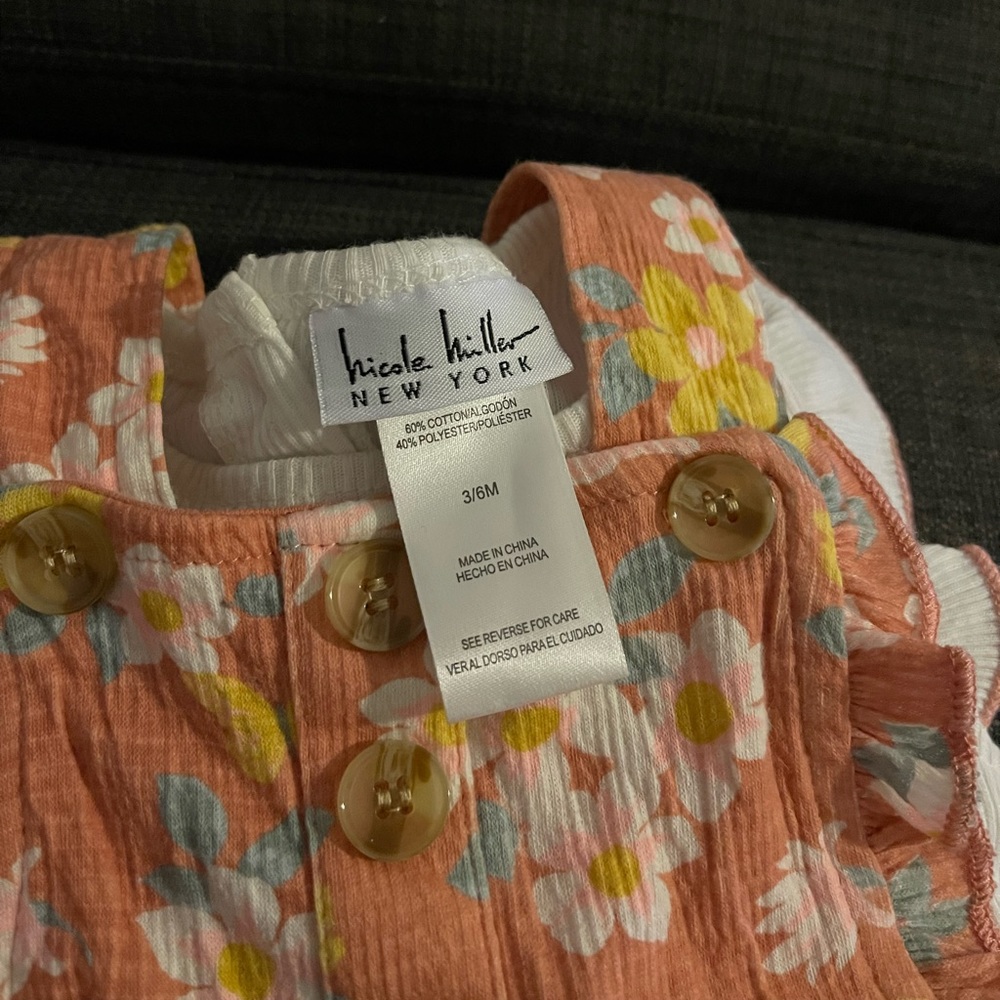 nicole miller
NEW YORK
60% COTTON/ALGODÓN
40% POLYESTER/POLIÉSTER
3/6M
MADE IN CHINA
HECHO EN CHINA
SEE REVERSE FOR CARE
VER AL DORSO PARA EL CUIDADO